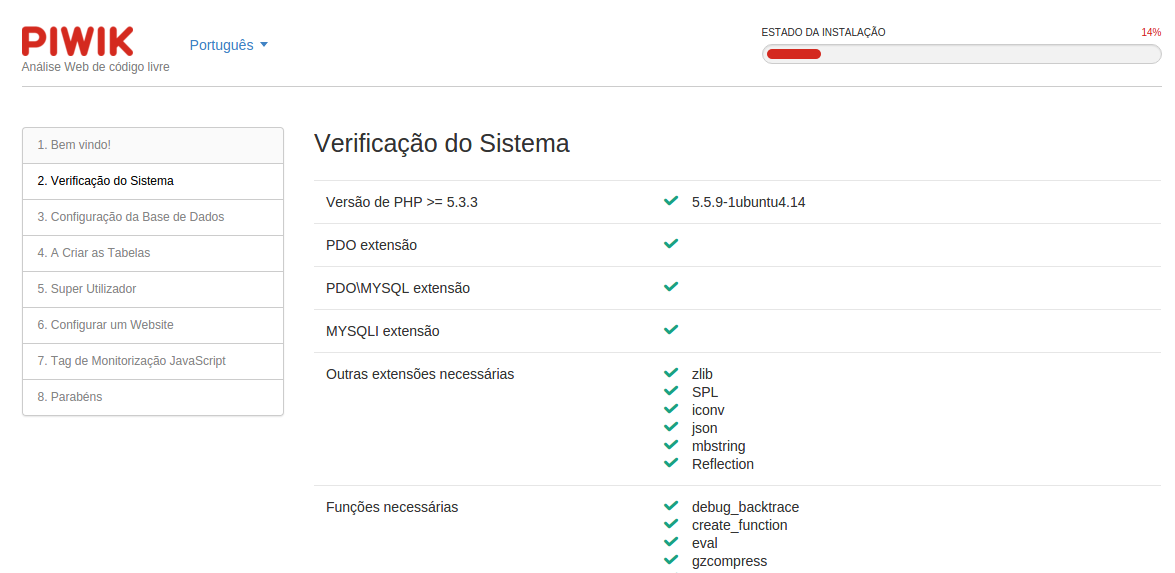 PIWIK
Análise Web de código livre
Português
ESTADO DA INSTALAÇÃO 14%
1. Bem vindo!
2. Verificação do Sistema
3. Configuração da Base de Dados
4. A Criar as Tabelas
5. Super Utilizador
6. Configurar um Website
7. Tag de Monitorização JavaScript
8. Parabéns
Verificação do Sistema
Versão de PHP >= 5.3.3 5.5.9-1ubuntu4.14
PDO extensão
PDO\MYSQL extensão
MYSQLI extensão
Outras extensões necessárias zlib
SPL
iconv
json
mbstring
Reflection
Funções necessárias debug_backtrace
create_function
eval
gzcompress